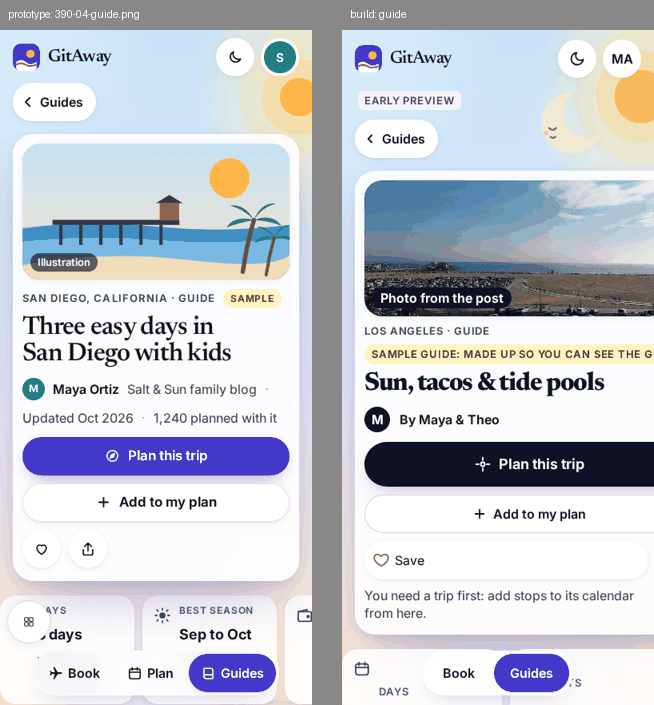 prototype: 390-04-guide.png
GitAway
S
Guides
Illustration
SAN DIEGO, CALIFORNIA · GUIDE SAMPLE
Three easy days in
San Diego with kids
M Maya Ortiz Salt & Sun family blog ·
Updated Oct 2026 · 1,240 planned with it
Plan this trip
Add to my plan
AYS
days
BEST SEASON
Sep to Oct
Book Plan Guides
build: guide
GitAway
MA
EARLY PREVIEW
Guides
Photo from the post
LOS ANGELES · GUIDE
SAMPLE GUIDE: MADE UP SO YOU CAN SEE THE G
Sun, tacos & tide pools
M By Maya & Theo
Plan this trip
Add to my plan
Save
You need a trip first: add stops to its calendar
from here.
DAYS
Book Guides